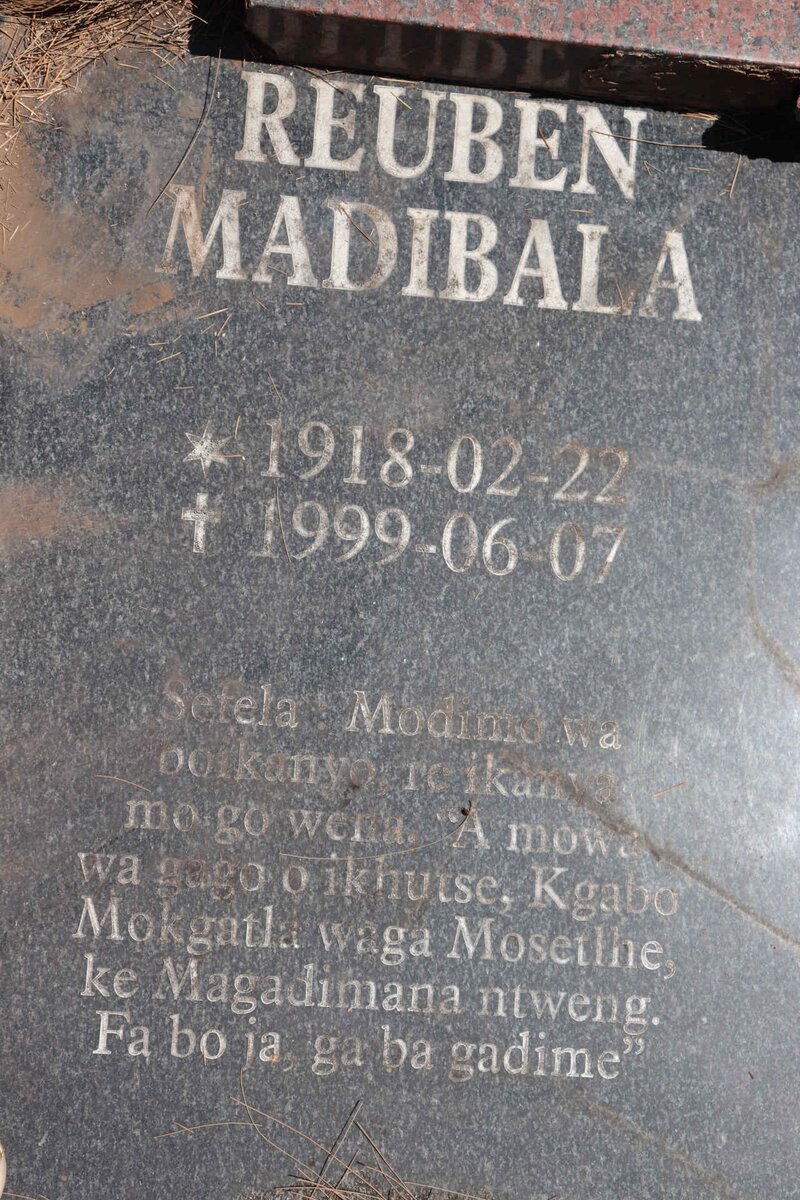 REUBEN
MADIBALA
1918-02-22
1999-06-07
Sefela : Modimo wa
boikanyo, re ikanya
mo go wena. "A mowa
wa gago o ikhutse, Kgabo
Mokgatla waga Mosetlhe,
ke Magadimana ntweng.
Fa bo ja, ga ba gadime"